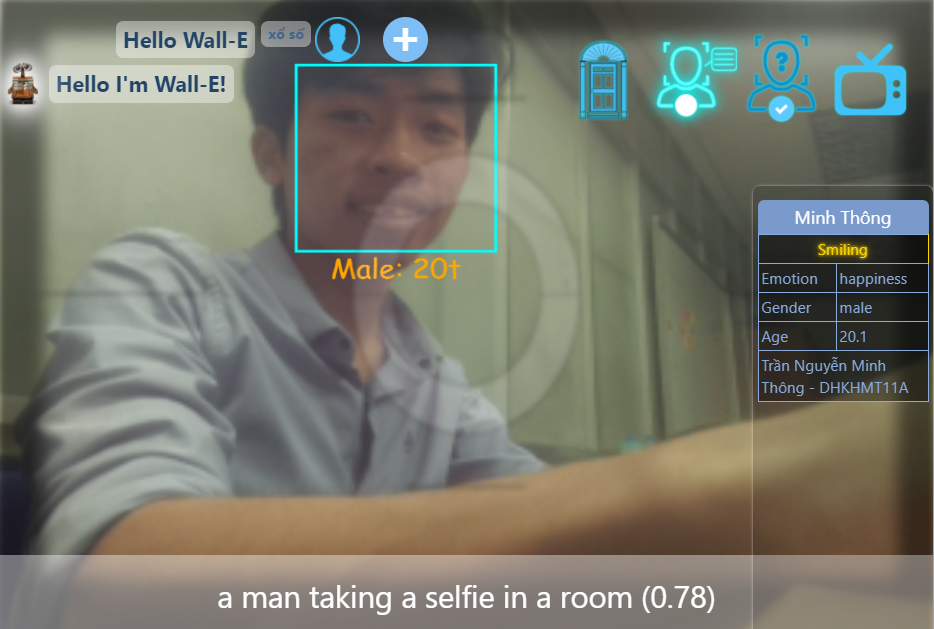 Hello Wall-E
xổ số
Hello I'm Wall-E!
?
Male: 20t
Minh Thông
Smiling
Emotion happiness
Gender male
Age 20.1
Trần Nguyễn Minh
Thông - DHKHMT11A
a man taking a selfie in a room (0.78)